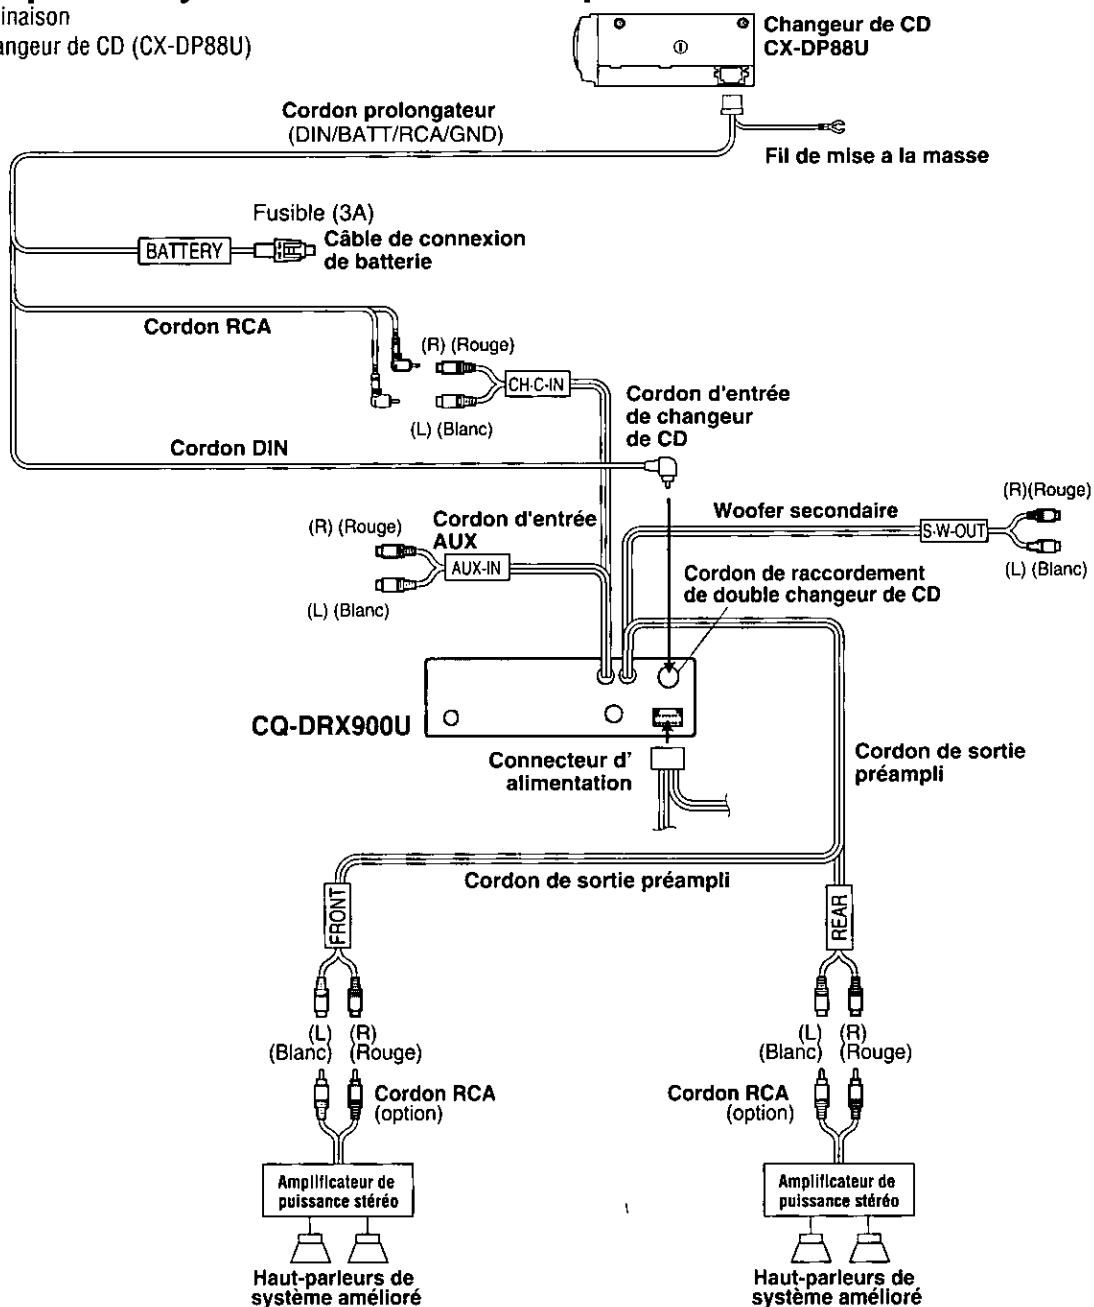 inaison
angeur de CD (CX-DP88U)
Changeur de CD
CX-DP88U
Cordon prolongateur
(DIN/BATT/RCA/GND)
Fil de mise a la masse
Fusible (3A)
BATTERY
Câble de connexion
de batterie
Cordon RCA
(R) (Rouge)
CH-C-IN
(L) (Blanc)
Cordon d'entrée
de changeur
de CD
Cordon DIN
(R) (Rouge)
Cordon d'entrée
AUX
AUX-IN
(L) (Blanc)
Woofer secondaire
(R)(Rouge)
S-W-OUT
(L) (Blanc)
Cordon de raccordement
de double changeur de CD
CQ-DRX900U
Connecteur d'
alimentation
Cordon de sortie
préampli
Cordon de sortie préampli
FRONT
REAR
(L) (R)
(Blanc) (Rouge)
(L) (R)
(Blanc) (Rouge)
Cordon RCA
(option)
Cordon RCA
(option)
Amplificateur de
puissance stéréo
Amplificateur de
puissance stéréo
Haut-parleurs de
système amélioré
Haut-parleurs de
système amélioré